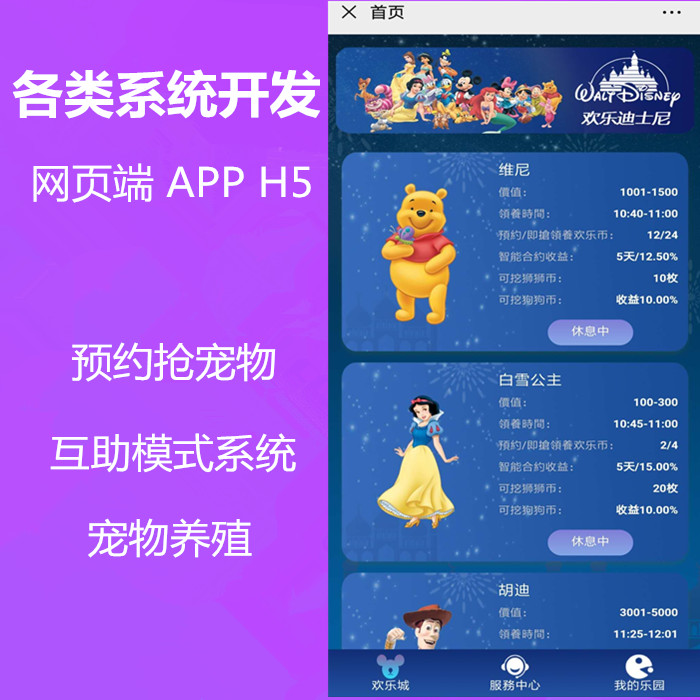 各类系统开发
网页端 APP H5
预约抢宠物
互助模式系统
宠物养殖
首页
WALT DISNEY
欢乐迪士尼
维尼
價值： 1001-1500
領養時間： 10:40-11:00
預約/即搶領養欢乐币： 12/24
智能合約收益： 5天/12.50%
可挖狮狮币： 10枚
可挖狗狗币： 收益10.00%
休息中
白雪公主
價值： 100-300
領養時間： 10:45-11:00
預約/即搶領養欢乐币： 2/4
智能合約收益： 5天/15.00%
可挖狮狮币： 20枚
可挖狗狗币： 收益10.00%
休息中
胡迪
價值： 3001-5000
領養時間： 11:25-12:01
欢乐城
服務中心
我的乐园